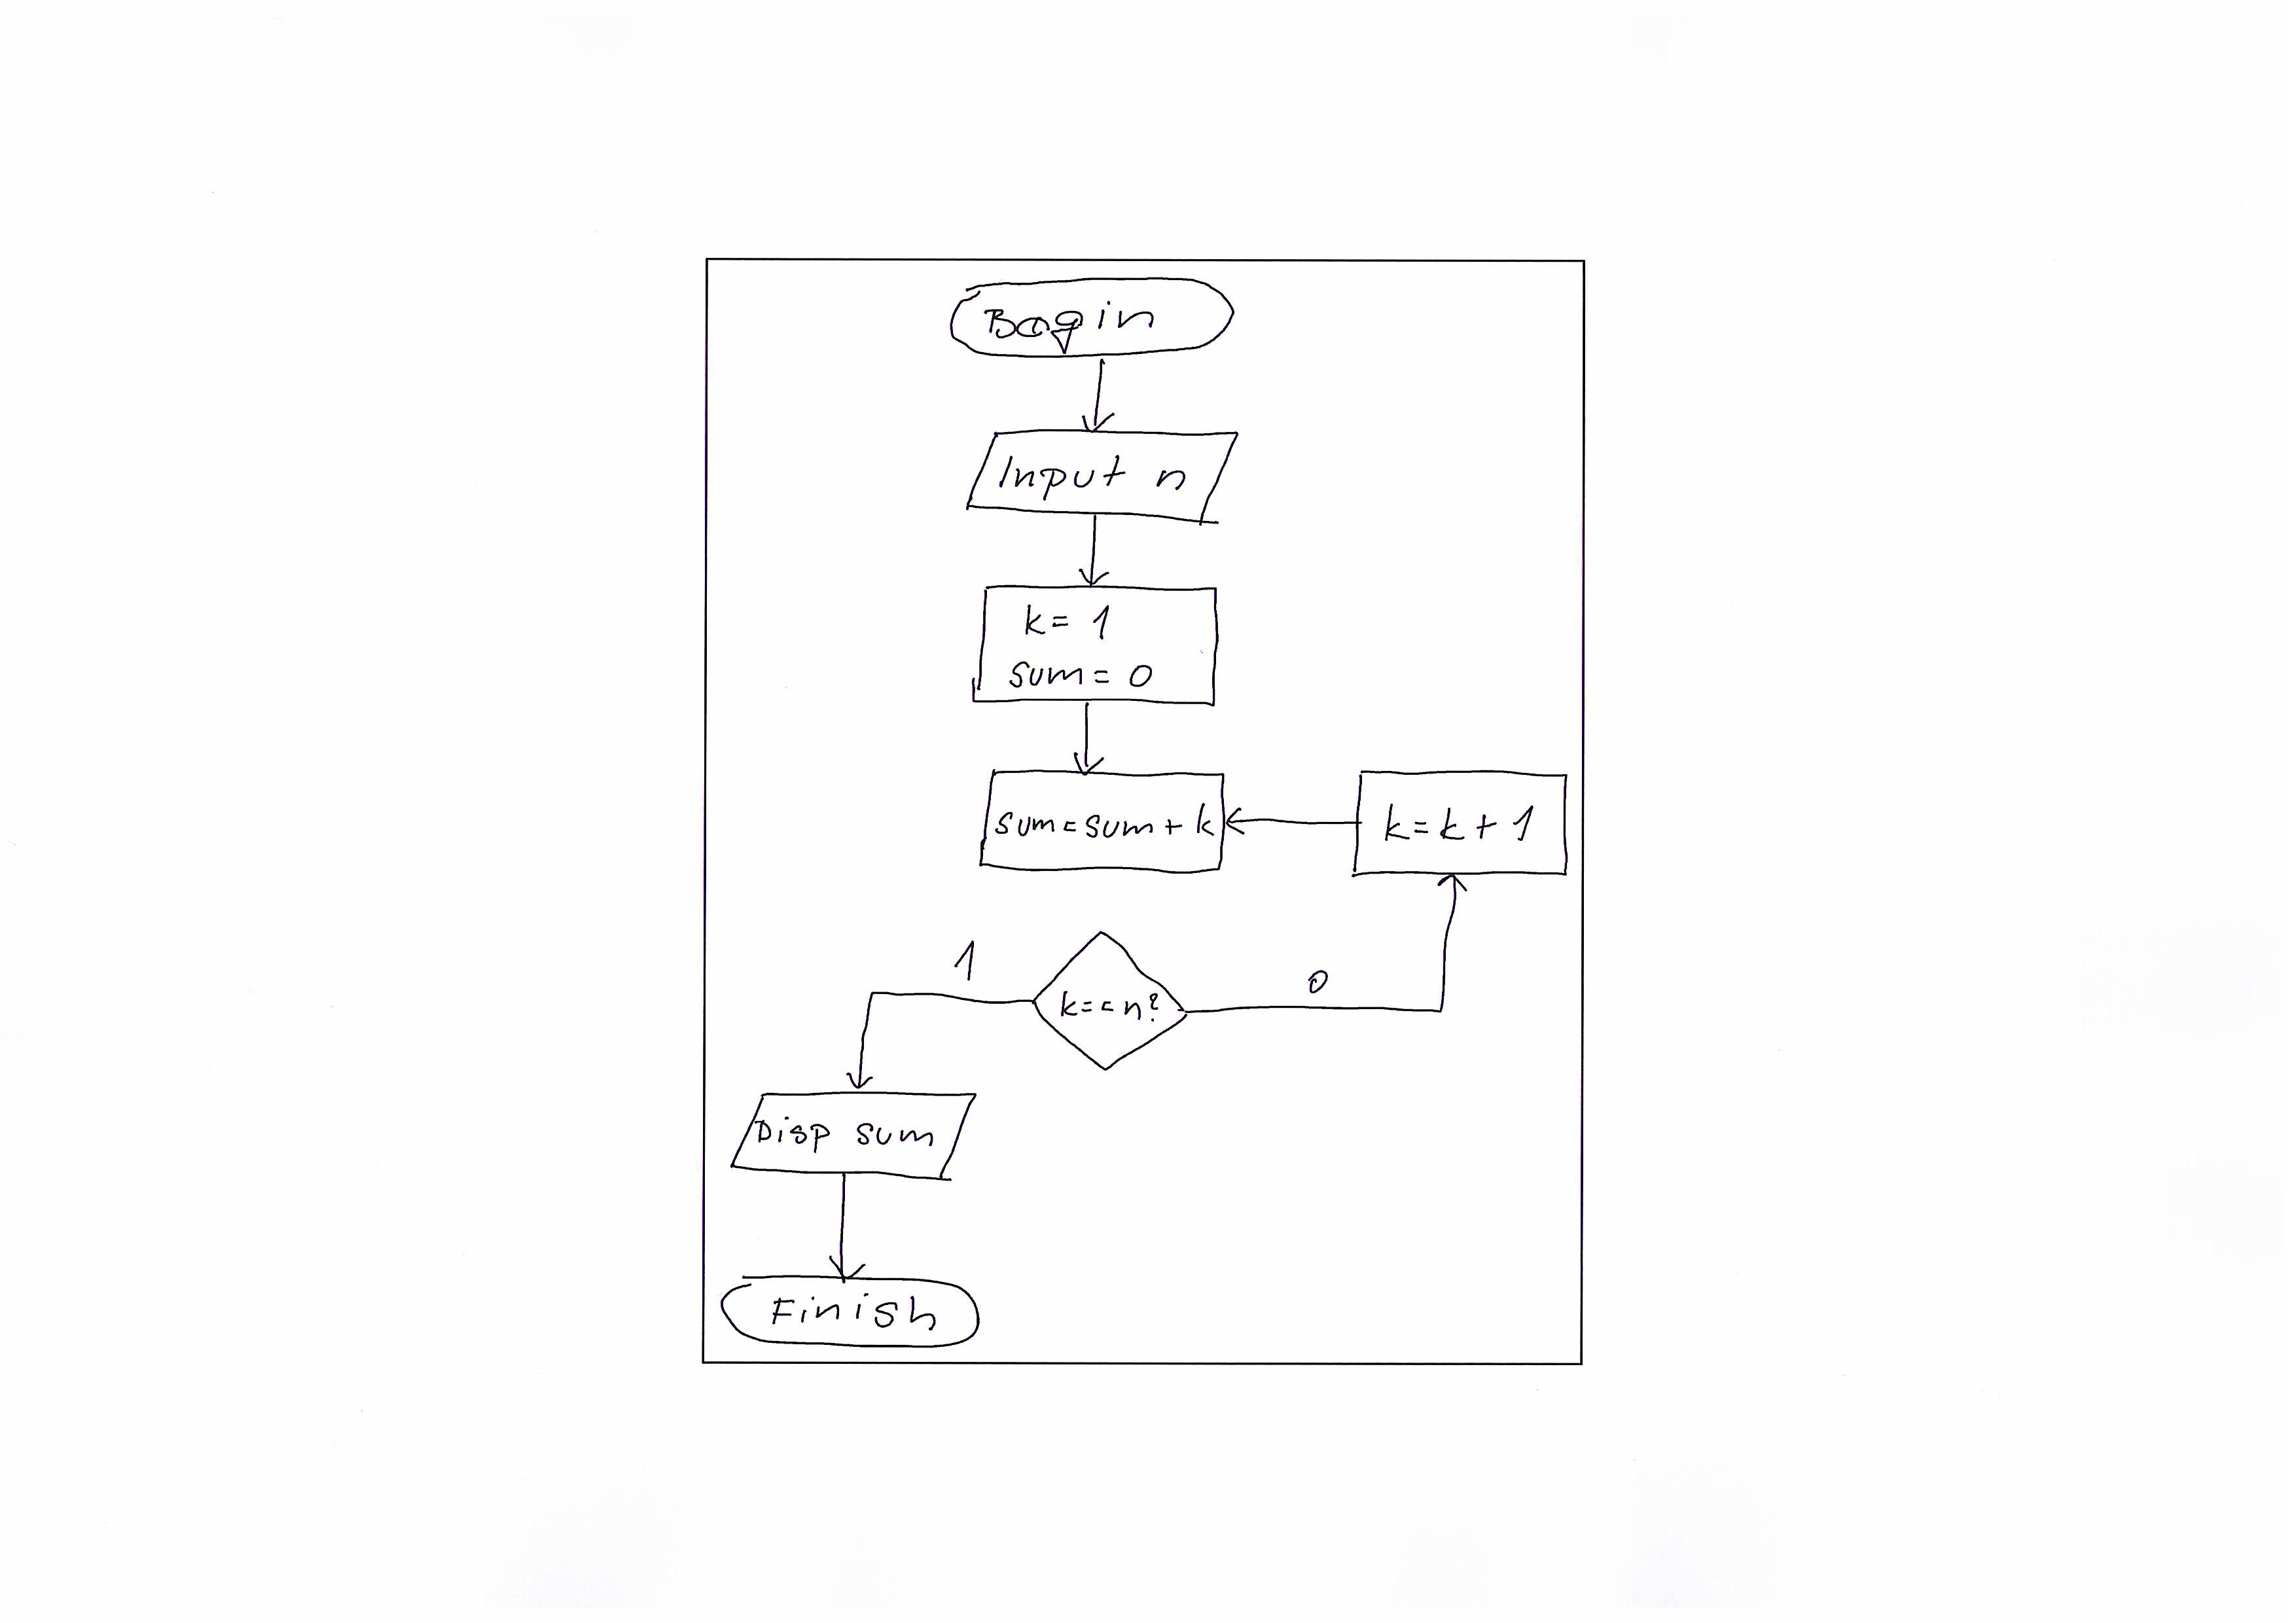 Begin
Input n
k= 1
sum= 0
sum=sum+k
k=k+1
1
0
k==n?
Disp sum
Finish